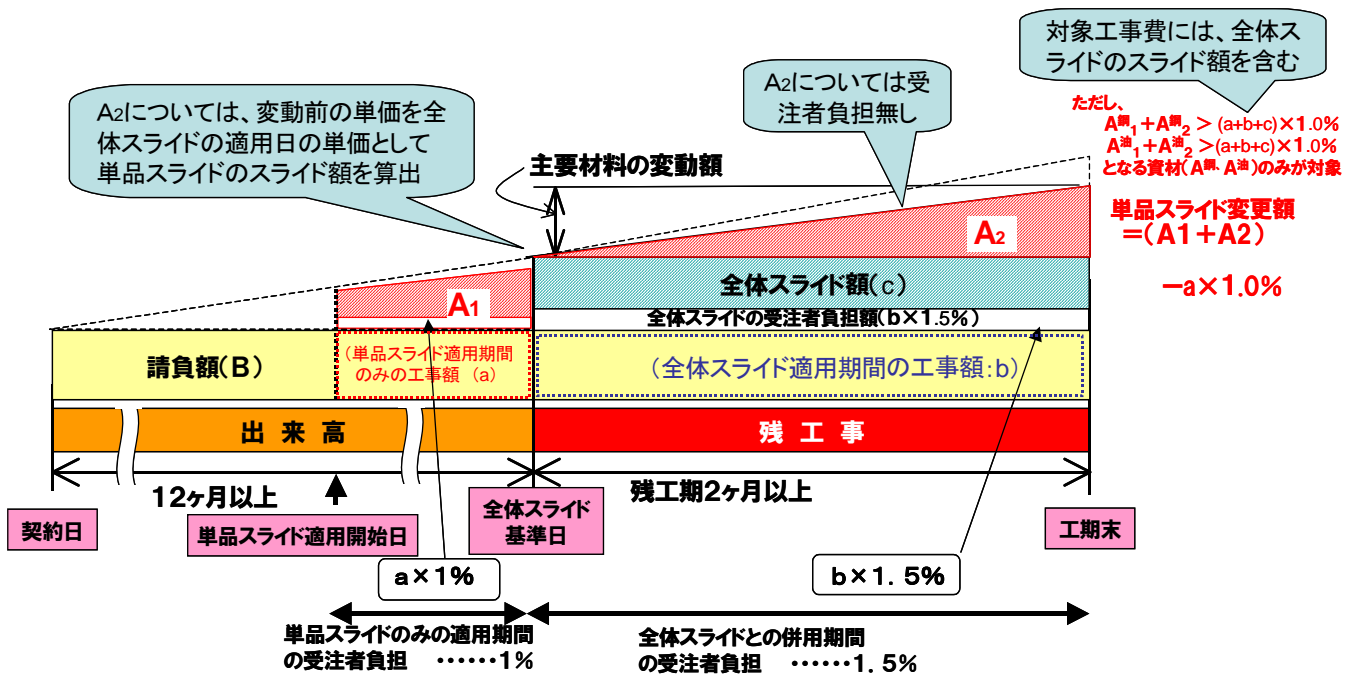 対象工事費には、全体ス
ライドのスライド額を含む
A2については受
注者負担無し
A2については、変動前の単価を全
体スライドの適用日の単価として
単品スライドのスライド額を算出
ただし、
A鋼1+A鋼2>(a+b+c)×1.0%
A油1+A油2>(a+b+c)×1.0%
となる資材(A鋼、A油)のみが対象
主要材料の変動額
単品スライド変更額
=(A1+A2)
－a×1.0%
A2
A1
全体スライド額(c)
全体スライドの受注者負担額(b×1.5%)
請負額(B)
(単品スライド適用期間
のみの工事額 (a)
(全体スライド適用期間の工事額:b)
出来高
残工事
12ヶ月以上
残工期2ヶ月以上
契約日
単品スライド適用開始日
全体スライド
基準日
工期末
a×1%
b×1.5%
単品スライドのみの適用期間
の受注者負担 ……1%
全体スライドとの併用期間
の受注者負担 ……1.5%